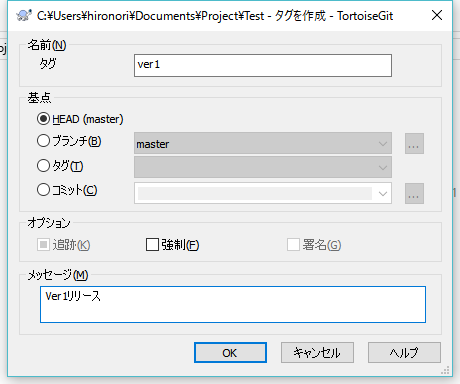 C:¥Users¥hironori¥Documents¥Project¥Test - タグを作成 - TortoiseGit
名前(N)
タグ
ver1
基点
HEAD (master)
ブランチ(B)
master
...
タグ(T)
コミット(C)
...
オプション
追跡(K)
強制(F)
署名(G)
メッセージ(M)
Ver1リリース
OK
キャンセル
ヘルプ